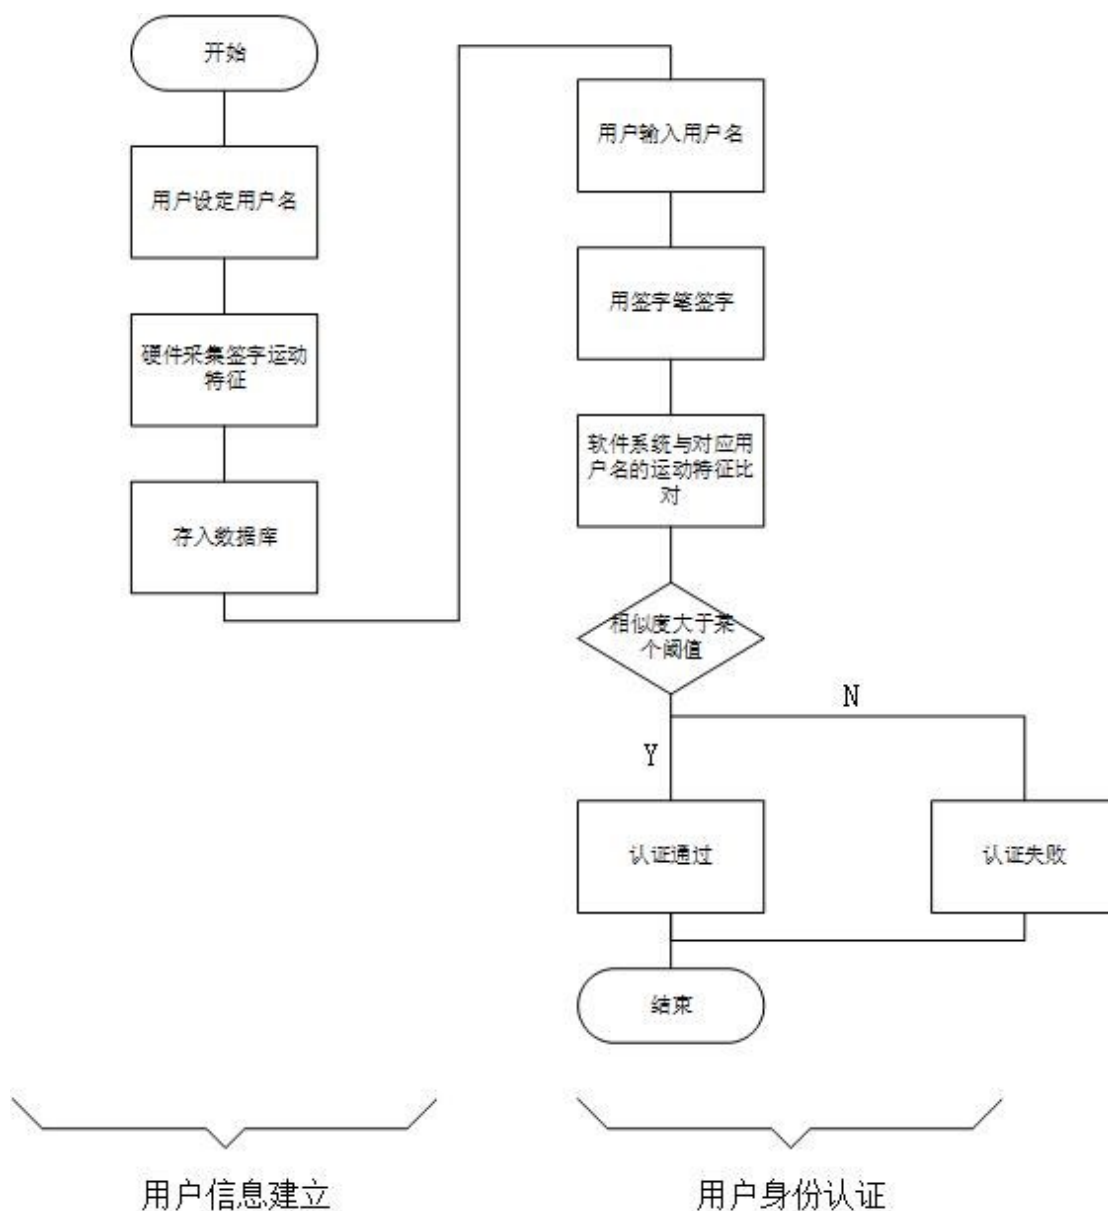 开始
用户设定用户名
硬件采集签字运动
特征
存入数据库
用户输入用户名
用签字笔签字
软件系统与对应用
户名的运动特征比
对
相似度大于某
个阈值
N
Y
认证通过
认证失败
结束
用户信息建立
用户身份认证